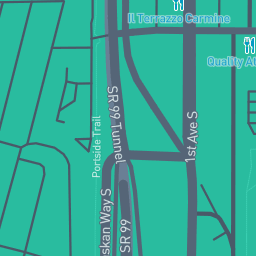 Il Terrazzo Carmine
Quality At
SR 99 Tunnel
Portside Trail
1st Ave S
skan Way S
SR 99